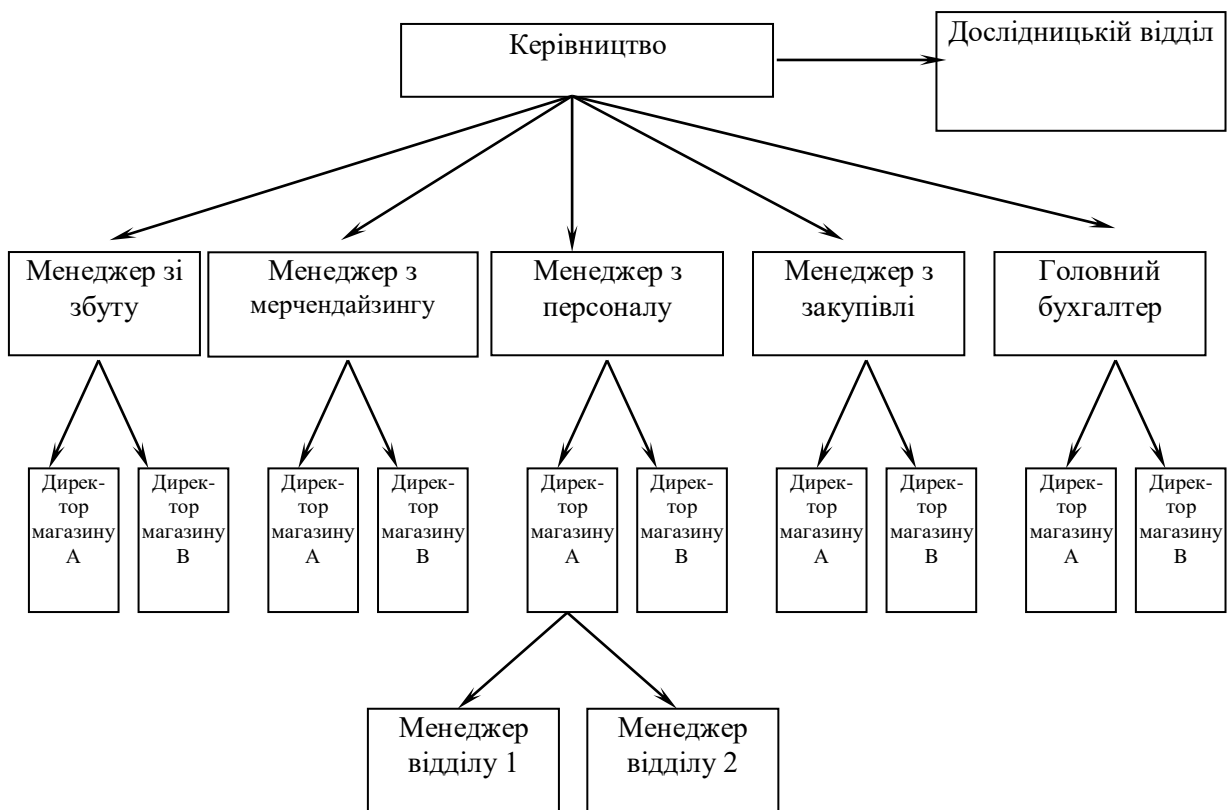 Керівництво
Дослідницькій відділ
Менеджер зі
збуту
Менеджер з
мерчендайзингу
Менеджер з
персоналу
Менеджер з
закупівлі
Головний
бухгалтер
Дирек-
тор
магазину
А
Дирек-
тор
магазину
В
Дирек-
тор
магазину
А
Дирек-
тор
магазину
В
Дирек-
тор
магазину
А
Дирек-
тор
магазину
В
Дирек-
тор
магазину
А
Дирек-
тор
магазину
В
Дирек-
тор
магазину
А
Дирек-
тор
магазину
В
Менеджер
відділу 1
Менеджер
відділу 2